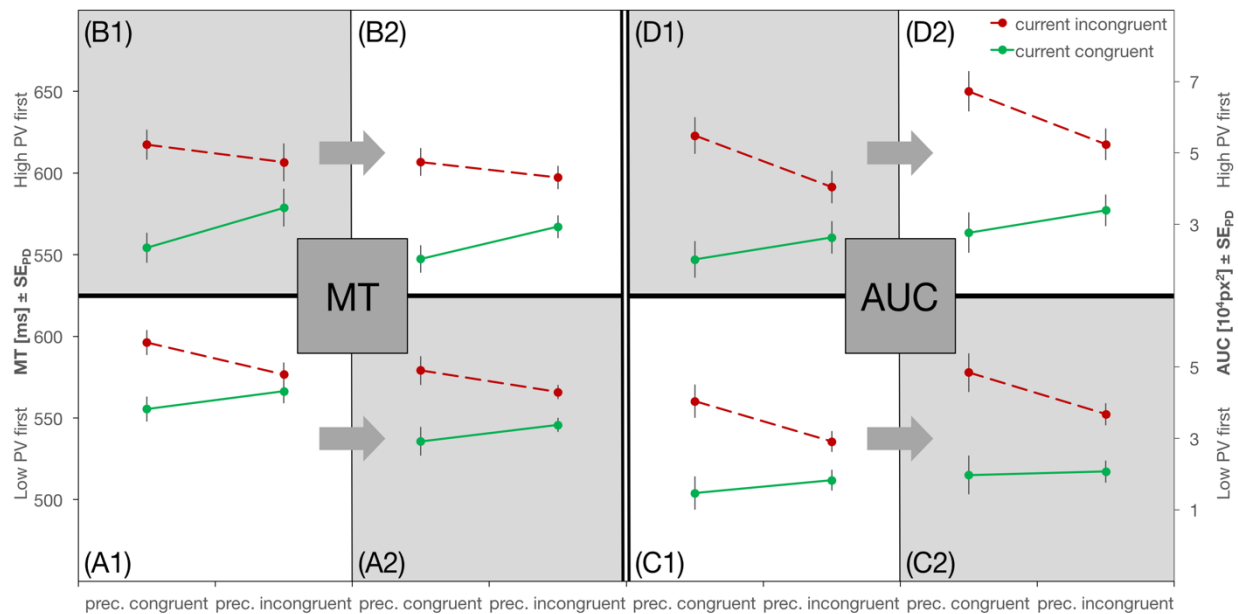 (B1)
(B2)
(D1)
(D2)
current incongruent
current congruent
High PV first
650
600
550
MT [ms] ± SE_PD
MT
AUC
7
5
3
High PV first
AUC [10⁴px²] ± SE_PD
Low PV first
600
550
500
5
3
1
Low PV first
(A1)
(A2)
(C1)
(C2)
prec. congruent prec. incongruent prec. congruent prec. incongruent prec. congruent prec. incongruent prec. congruent prec. incongruent